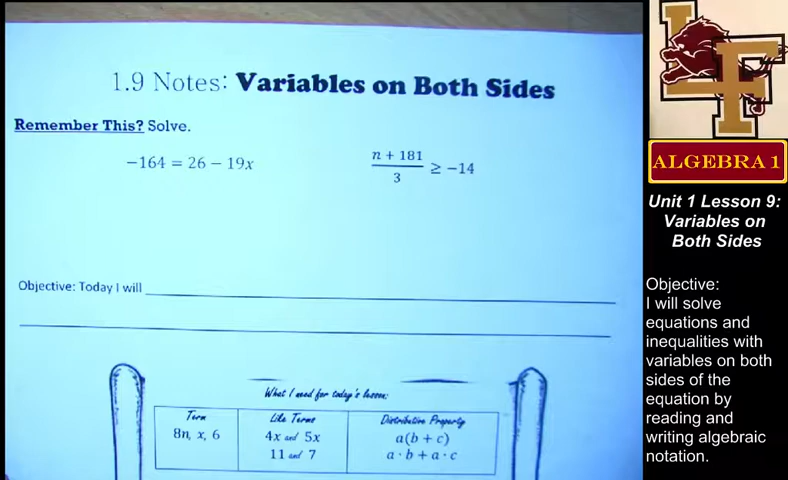 1.9 Notes: Variables on Both Sides
Remember This? Solve.
−164 = 26 − 19x
n + 181
3
≥ −14
Objective: Today I will
What I need for today's lesson:
Term
8n, x, 6
Like Terms
4x and 5x
11 and 7
Distributive Property
a(b + c)
a · b + a · c
LF
ALGEBRA 1
Unit 1 Lesson 9:
Variables on
Both Sides
Objective:
I will solve
equations and
inequalities with
variables on both
sides of the
equation by
reading and
writing algebraic
notation.